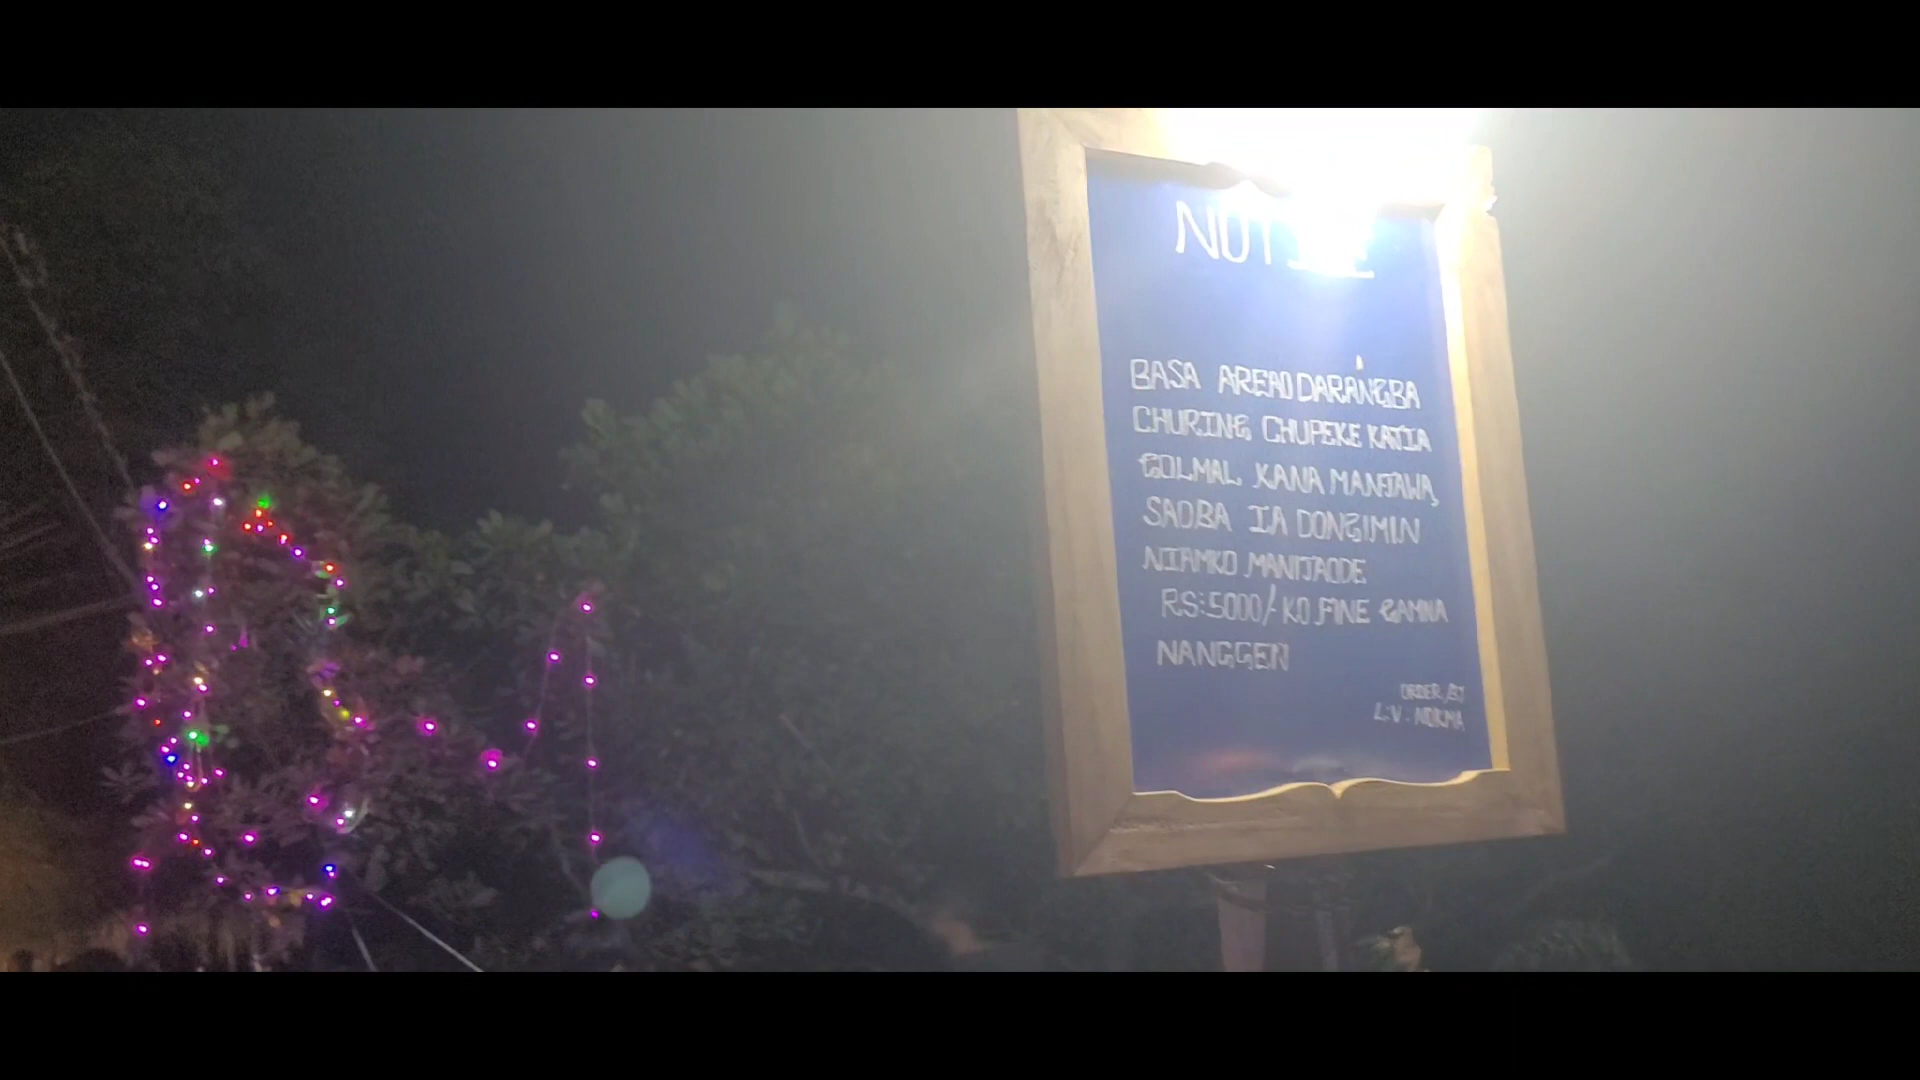 NOTICE
BASA AREAO DARANGBA
CHURING CHUPEKE KATIA
GOLMAL KANA MANJAWA,
SAOBA IA DONGIMIN
NIAMKO MANIJAODE
RS:5000/- KO FINE GAMNA
NANGGEN
ORDER BY
L.V. NOKMA